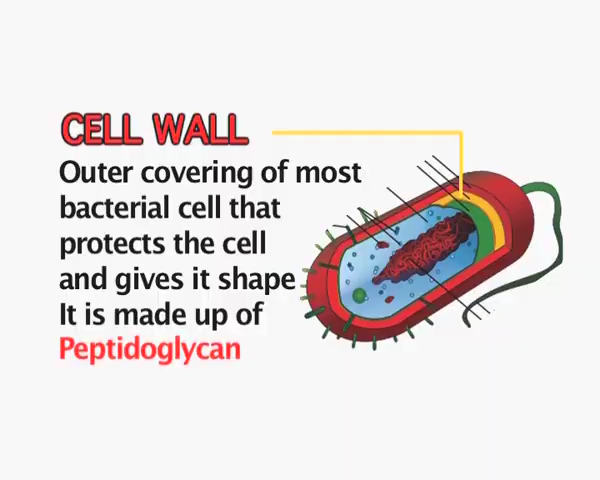 CELL WALL
Outer covering of most
bacterial cell that
protects the cell
and gives it shape
It is made up of
Peptidoglycan